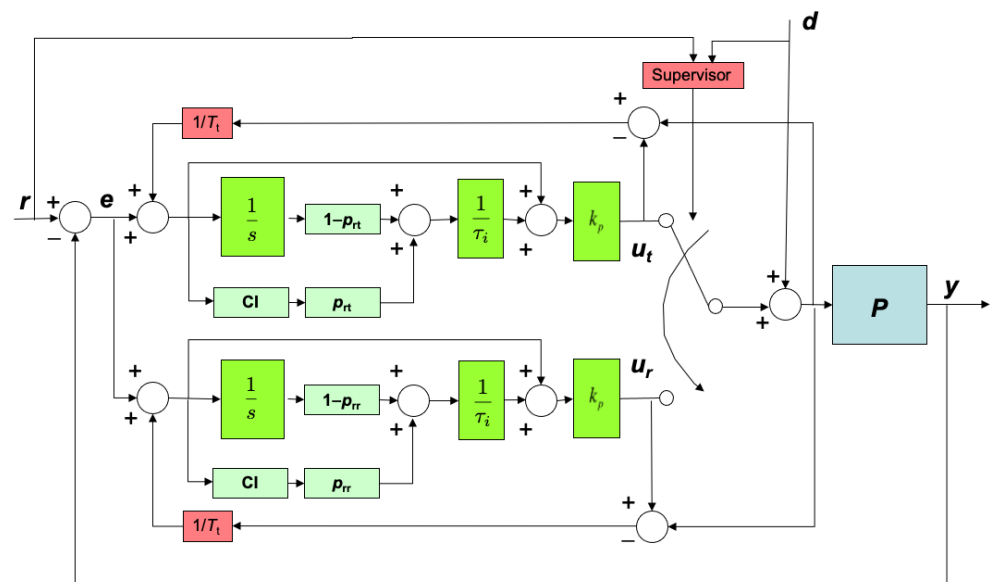 d
Supervisor
+
−
1/Tt
+
+
r
+
−
e
+
1
s
1–prt
+
+
1
τi
+
+
kp
ut
+
+
P
y
CI
prt
+
+
1
s
1–prr
+
+
1
τi
+
+
kp
ur
CI
prr
+
−
1/Tt